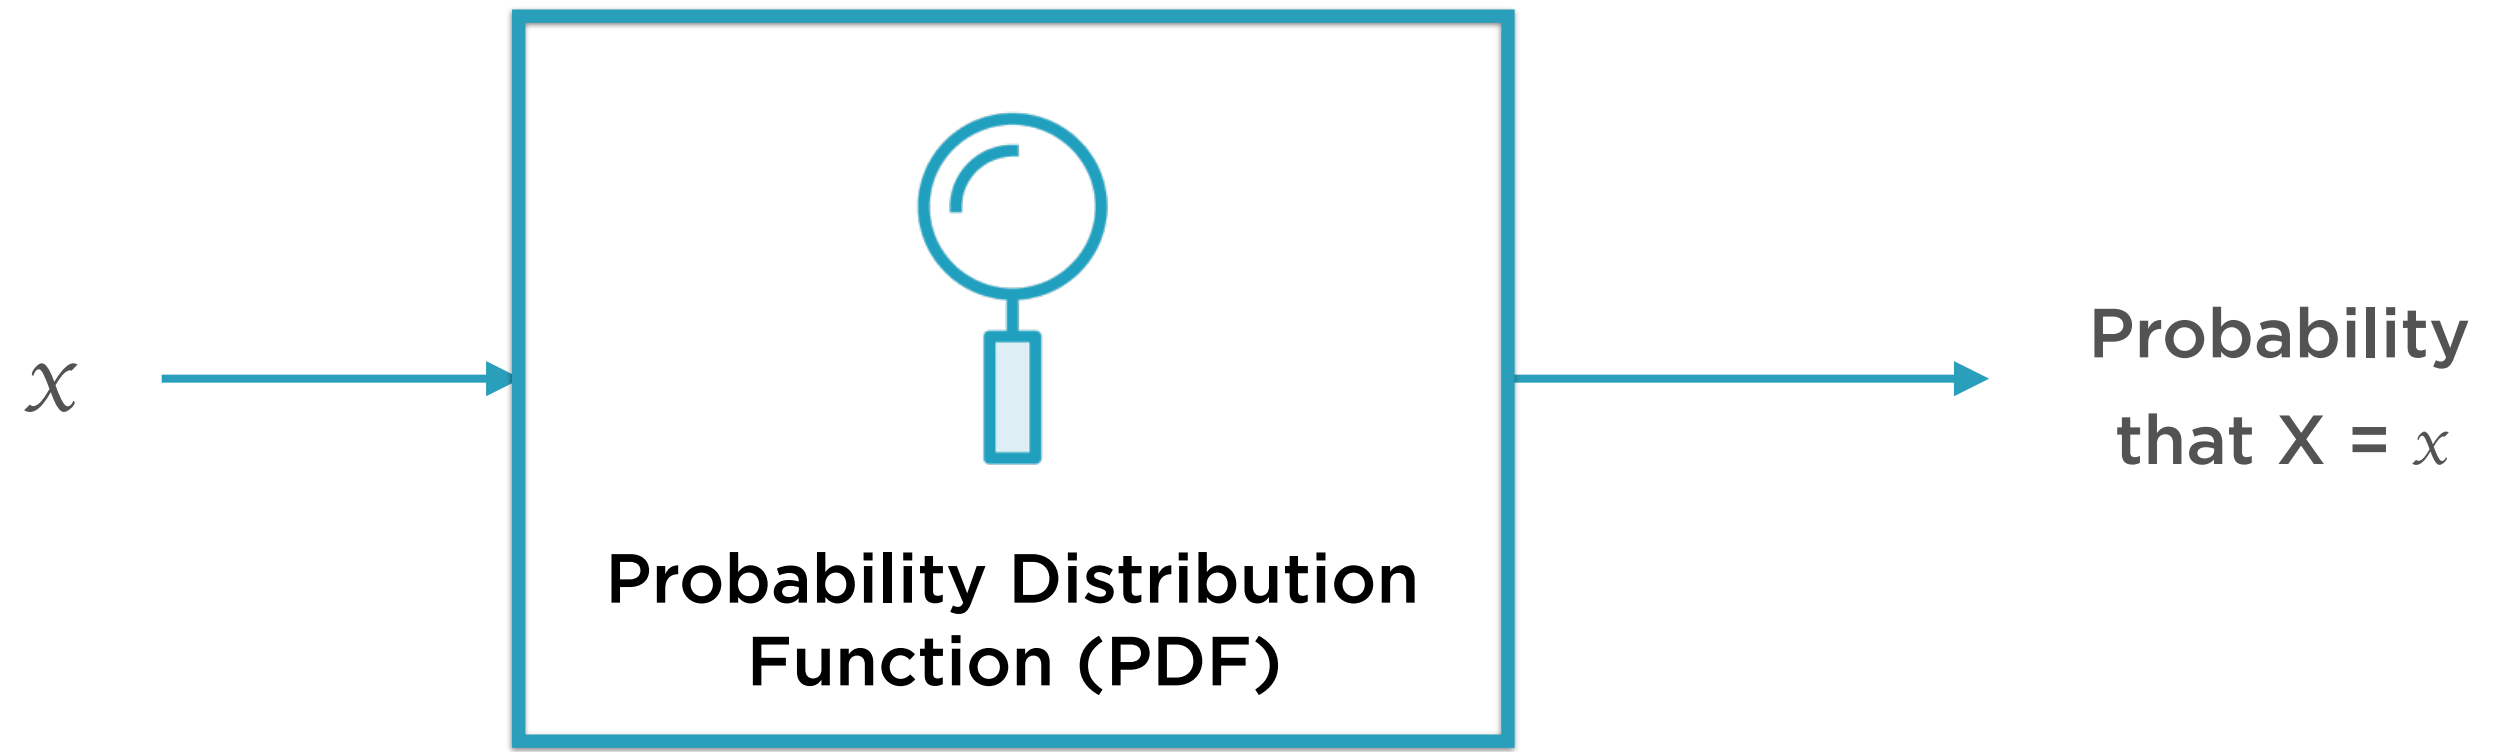 x
Probability Distribution
Function (PDF)
Probability
that X = x